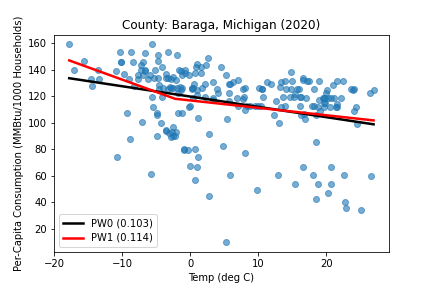 County: Baraga, Michigan (2020)
Per-Capita Consumption (MMBtu/1000 Households)
160
140
120
100
80
60
40
20
PW0 (0.103)
PW1 (0.114)
−20 −10 0 10 20
Temp (deg C)